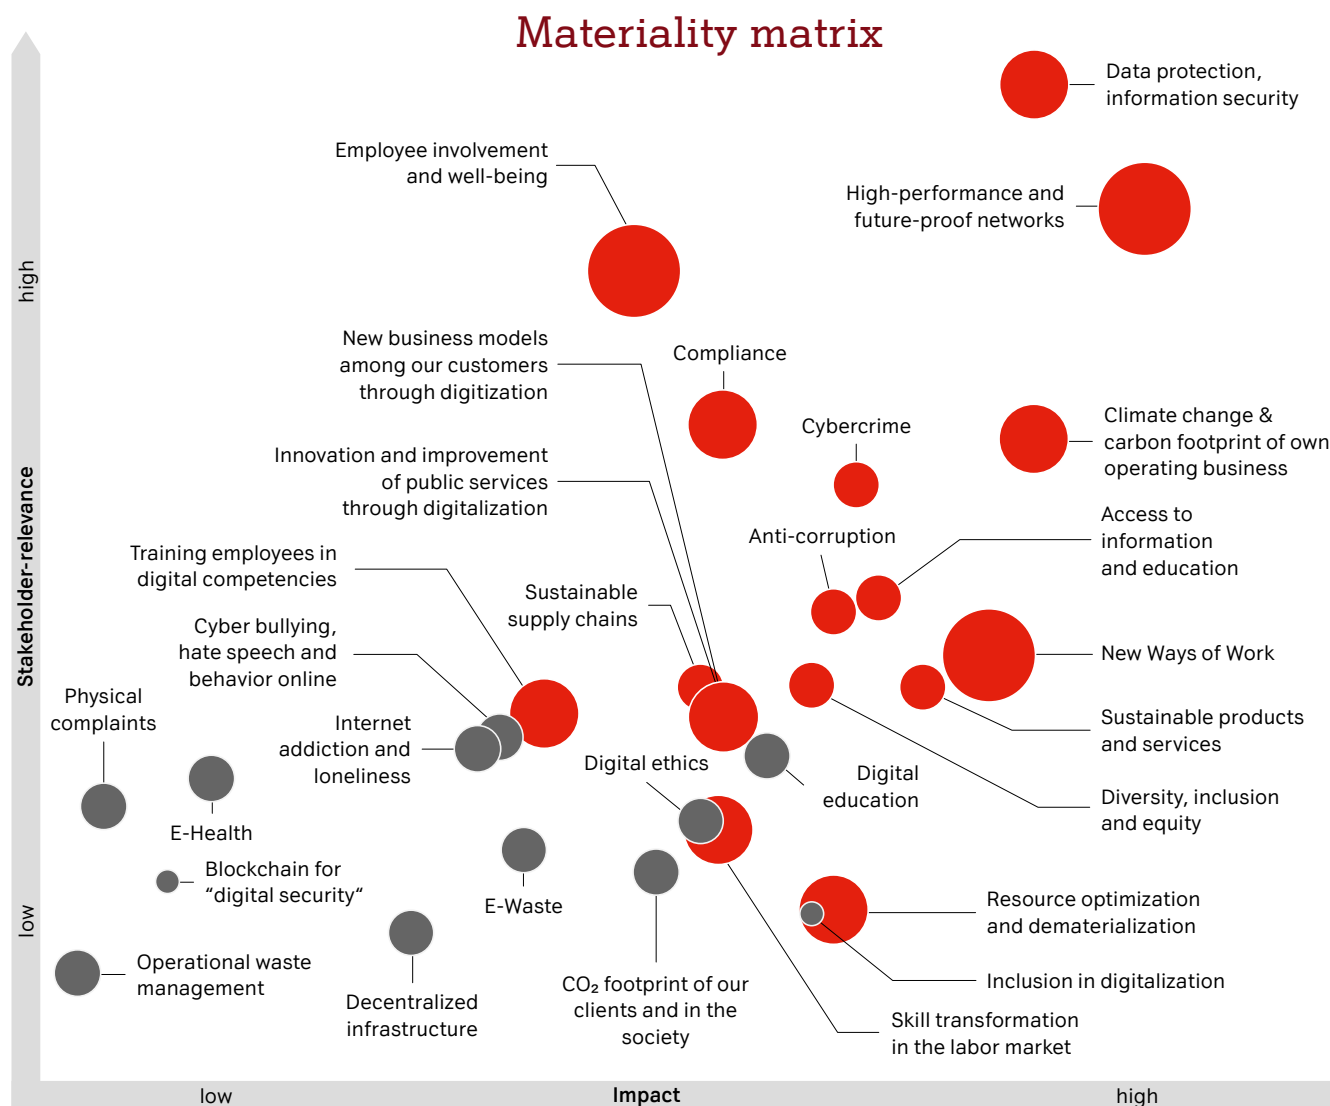 Materiality matrix
Data protection,
information security
Employee involvement
and well-being
High-performance and
future-proof networks
high
New business models
among our customers
through digitization
Compliance
Cybercrime
Climate change &
carbon footprint of own
operating business
Innovation and improvement
of public services
through digitalization
Anti-corruption
Access to
information
and education
Training employees in
digital competencies
Sustainable
supply chains
Stakeholder-relevance
Cyber bullying,
hate speech and
behavior online
New Ways of Work
Physical
complaints
Internet
addiction and
loneliness
Sustainable products
and services
Digital ethics
Digital
education
Diversity, inclusion
and equity
E-Health
Blockchain for
“digital security“
E-Waste
low
Resource optimization
and dematerialization
Operational waste
management
Decentralized
infrastructure
CO₂ footprint of our
clients and in the
society
Inclusion in digitalization
Skill transformation
in the labor market
low
Impact
high